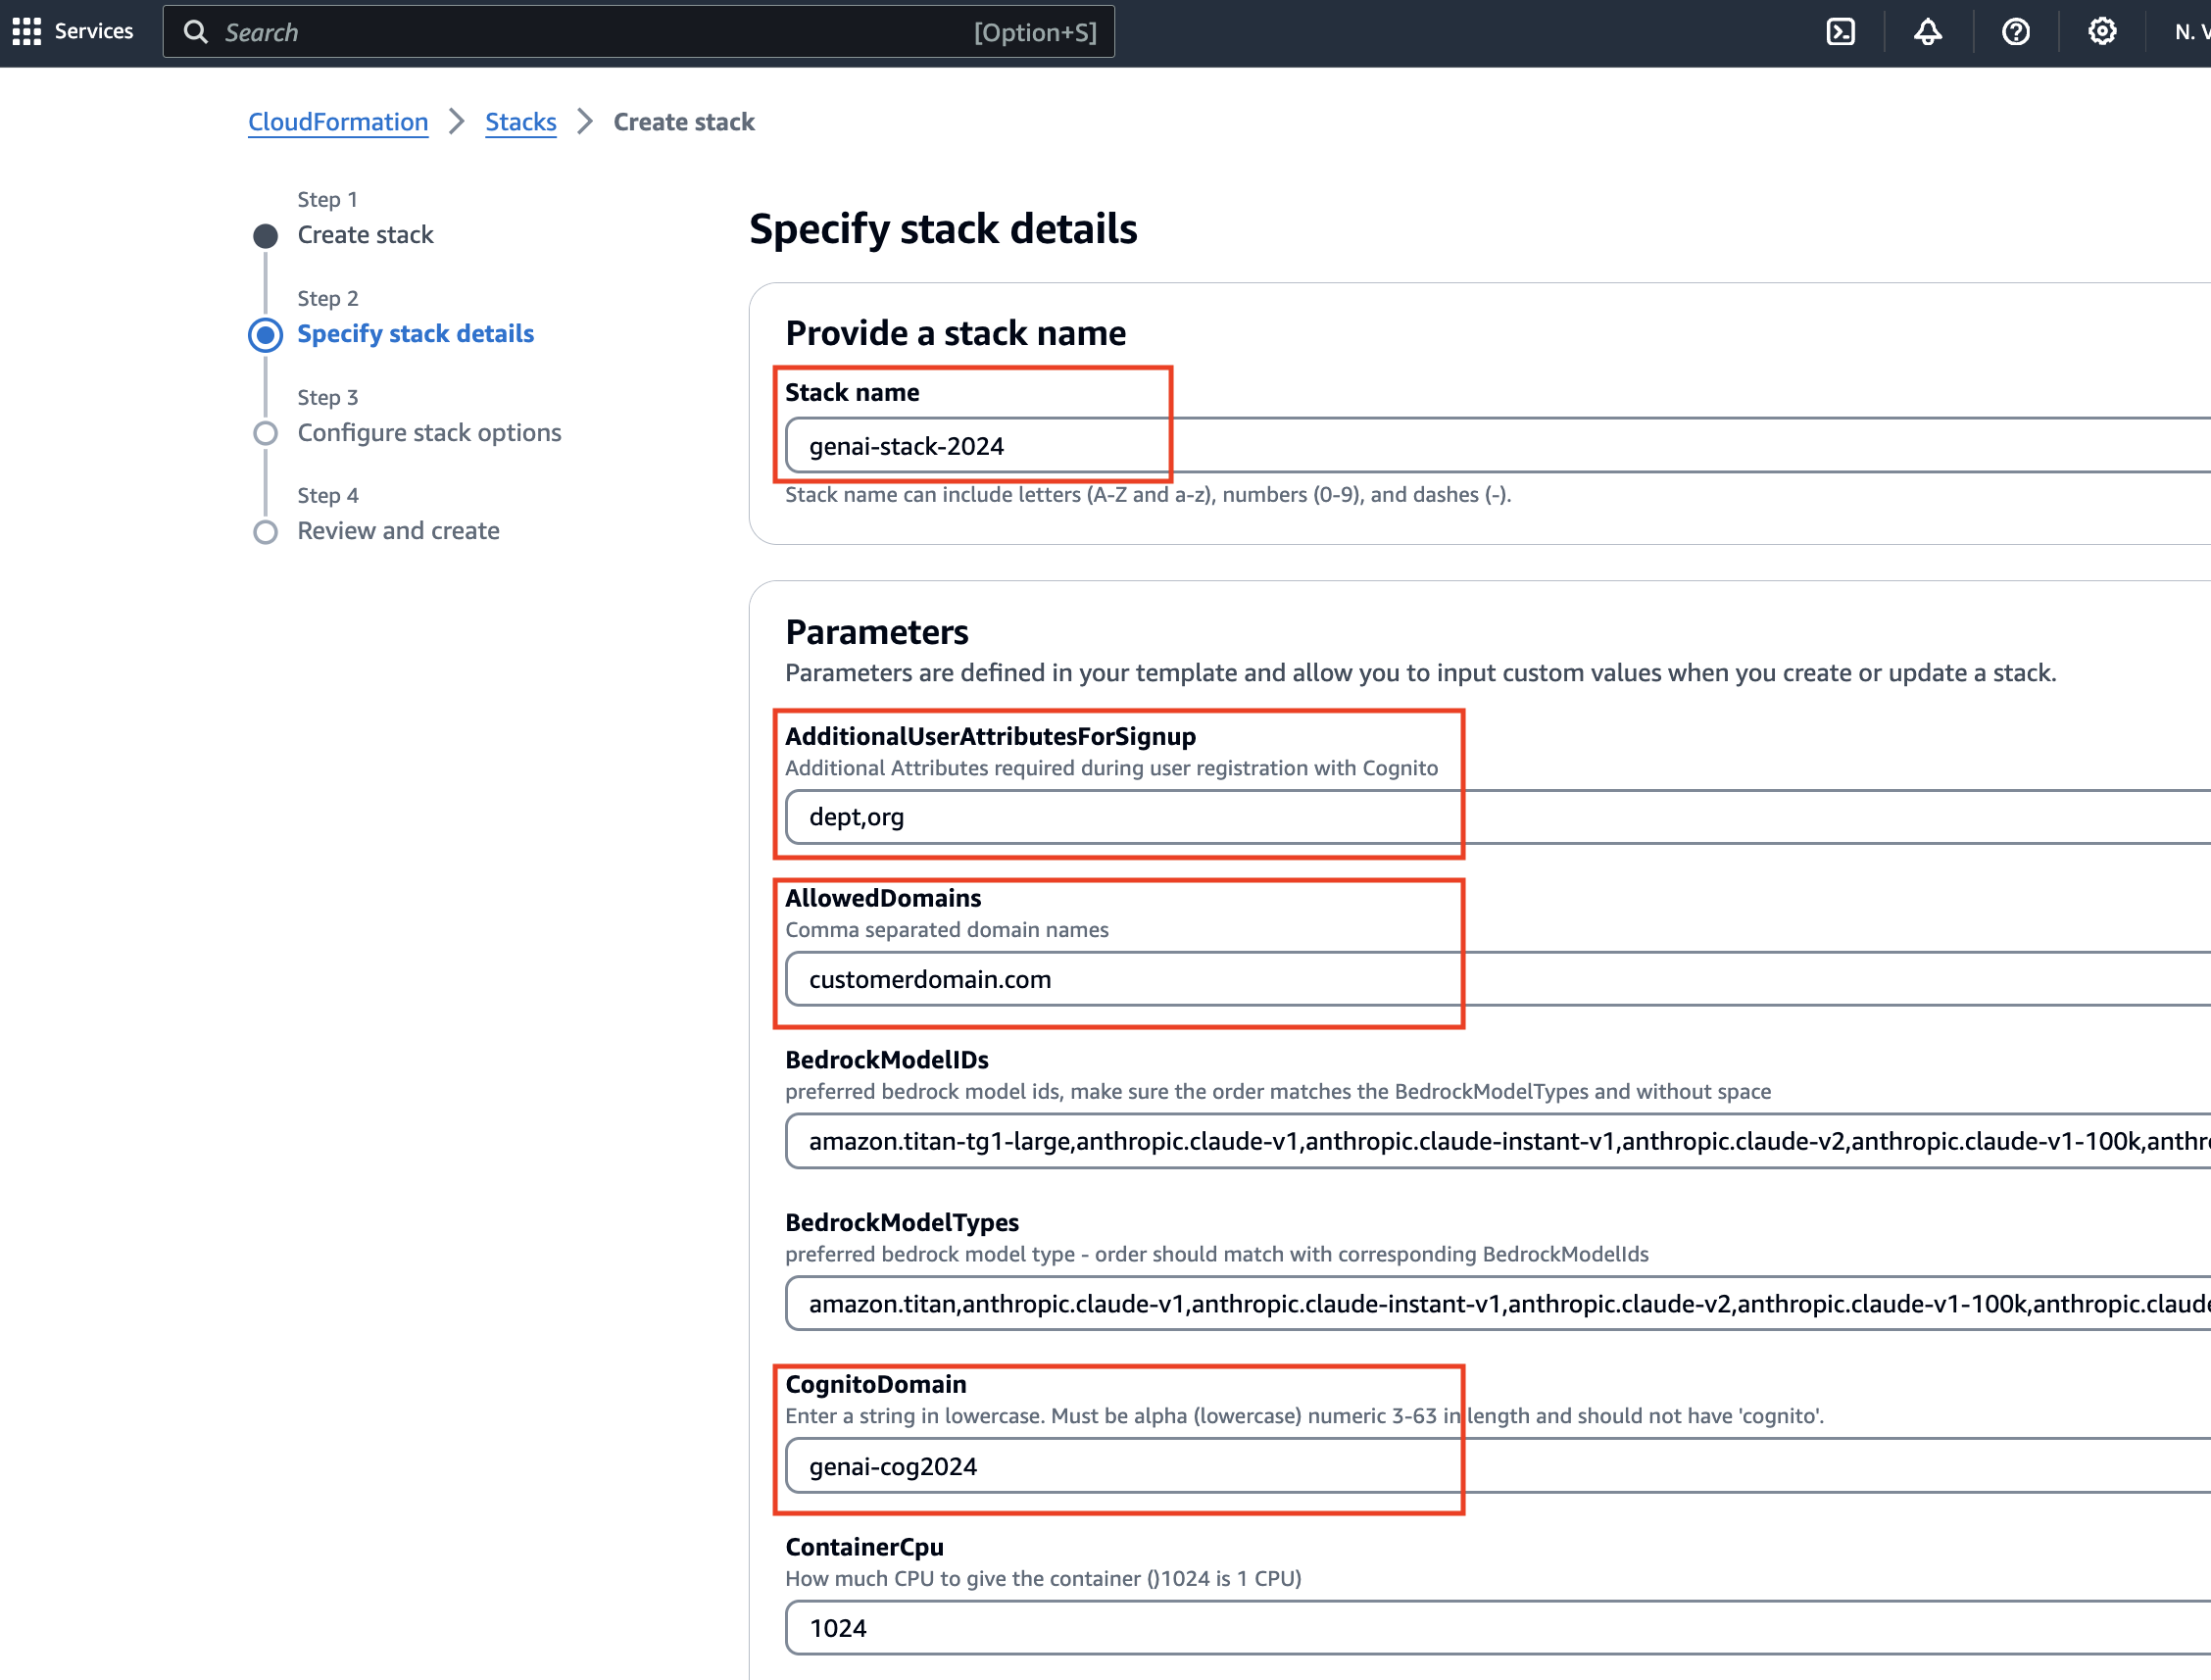 Services
Search
[Option+S]
N. V
CloudFormation
Stacks
Create stack
Step 1
Create stack
Step 2
Specify stack details
Step 3
Configure stack options
Step 4
Review and create
Specify stack details
Provide a stack name
Stack name
genai-stack-2024
Stack name can include letters (A-Z and a-z), numbers (0-9), and dashes (-).
Parameters
Parameters are defined in your template and allow you to input custom values when you create or update a stack.
AdditionalUserAttributesForSignup
Additional Attributes required during user registration with Cognito
dept,org
AllowedDomains
Comma separated domain names
customerdomain.com
BedrockModelIDs
preferred bedrock model ids, make sure the order matches the BedrockModelTypes and without space
amazon.titan-tg1-large,anthropic.claude-v1,anthropic.claude-instant-v1,anthropic.claude-v2,anthropic.claude-v1-100k,anthr
BedrockModelTypes
preferred bedrock model type - order should match with corresponding BedrockModelIds
amazon.titan,anthropic.claude-v1,anthropic.claude-instant-v1,anthropic.claude-v2,anthropic.claude-v1-100k,anthropic.claude
CognitoDomain
Enter a string in lowercase. Must be alpha (lowercase) numeric 3-63 in length and should not have 'cognito'.
genai-cog2024
ContainerCpu
How much CPU to give the container ()1024 is 1 CPU)
1024